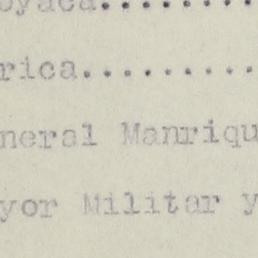 oyaca.........
rica..........
neral Manriqu
yor Militar y